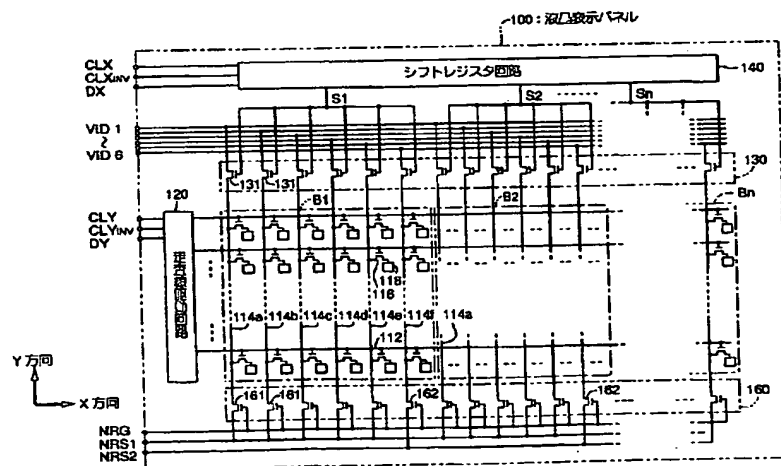 100：液晶表示パネル
CLX
CLXINV
DX
シフトレジスタ回路
140
S1
S2
Sn
VID 1
～
VID 6
131
131
130
120
B1
B2
Bn
CLY
CLYINV
DY
118
116
114a
114b
114c
114d
114e
114f
114a
112
Y 方向
X 方向
161
161
162
162
160
NRG
NRS1
NRS2